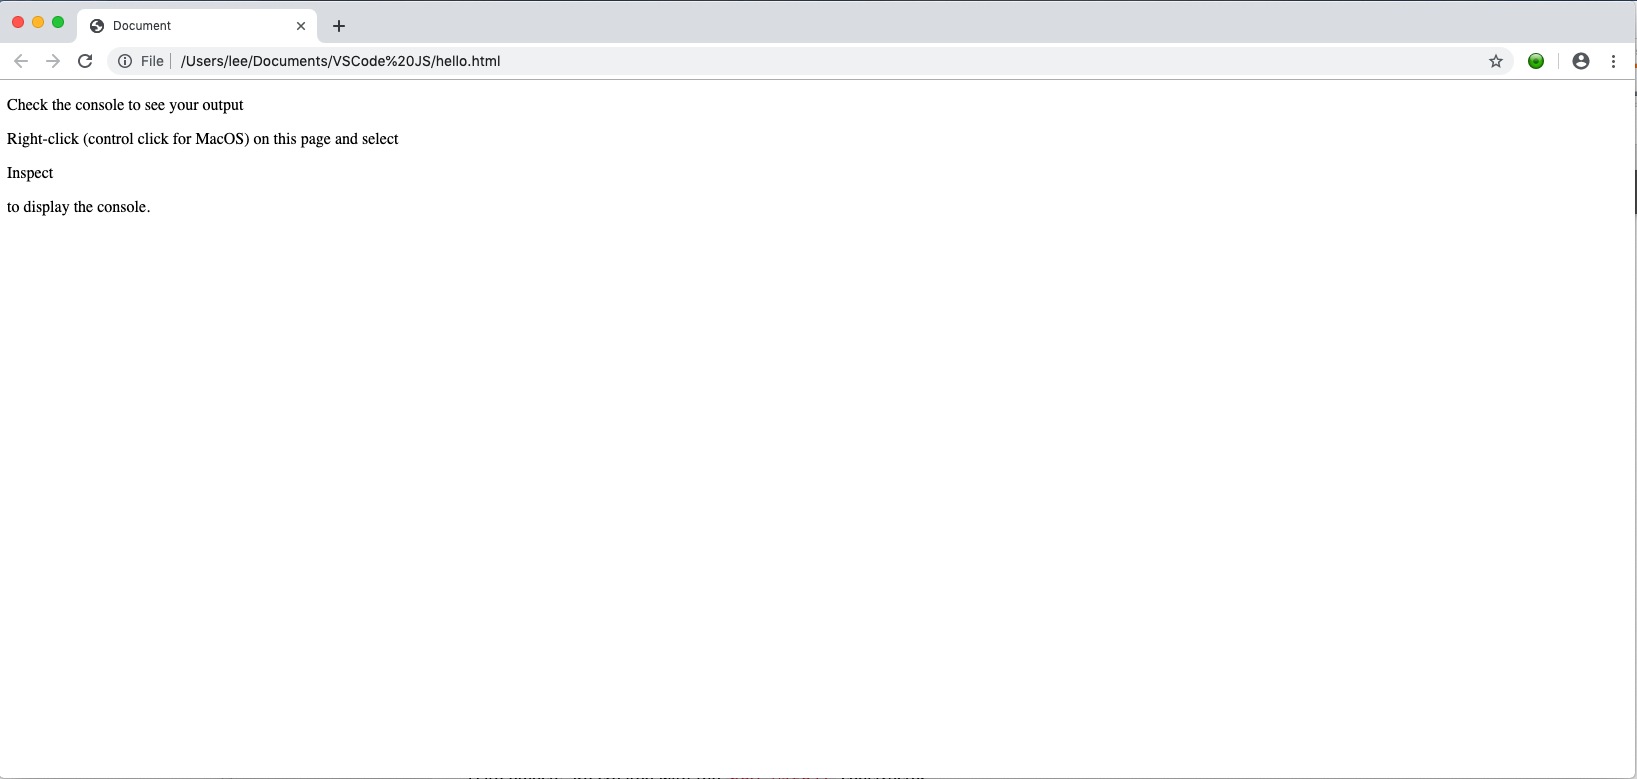 Document
File
/Users/lee/Documents/VSCode%20JS/hello.html
Check the console to see your output
Right-click (control click for MacOS) on this page and select
Inspect
to display the console.